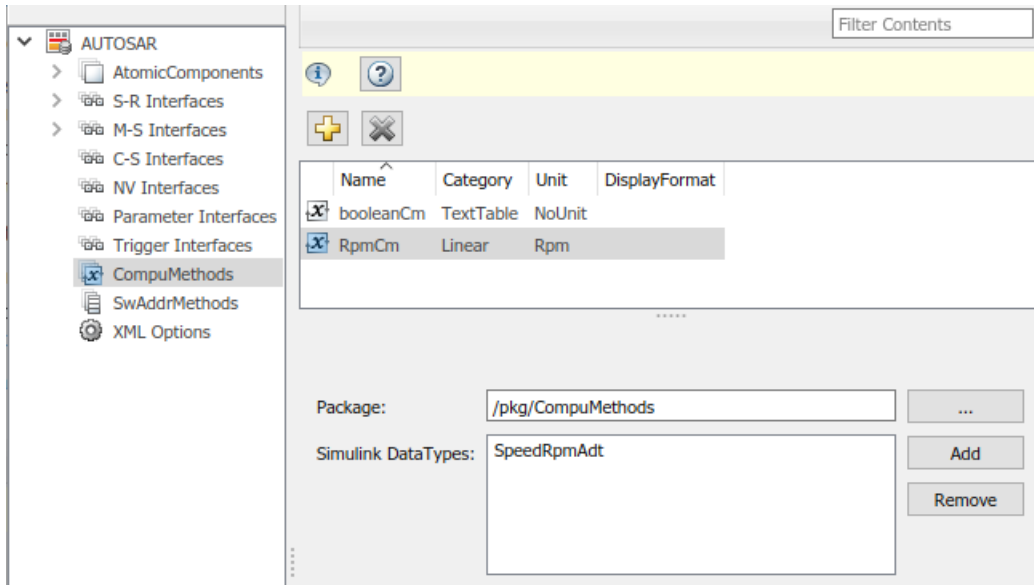 Filter Contents
AUTOSAR
AtomicComponents
S-R Interfaces
M-S Interfaces
C-S Interfaces
NV Interfaces
Parameter Interfaces
Trigger Interfaces
CompuMethods
SwAddrMethods
XML Options
Name Category Unit DisplayFormat
booleanCm TextTable NoUnit
RpmCm Linear Rpm
Package: /pkg/CompuMethods ...
Simulink DataTypes: SpeedRpmAdt Add
Remove